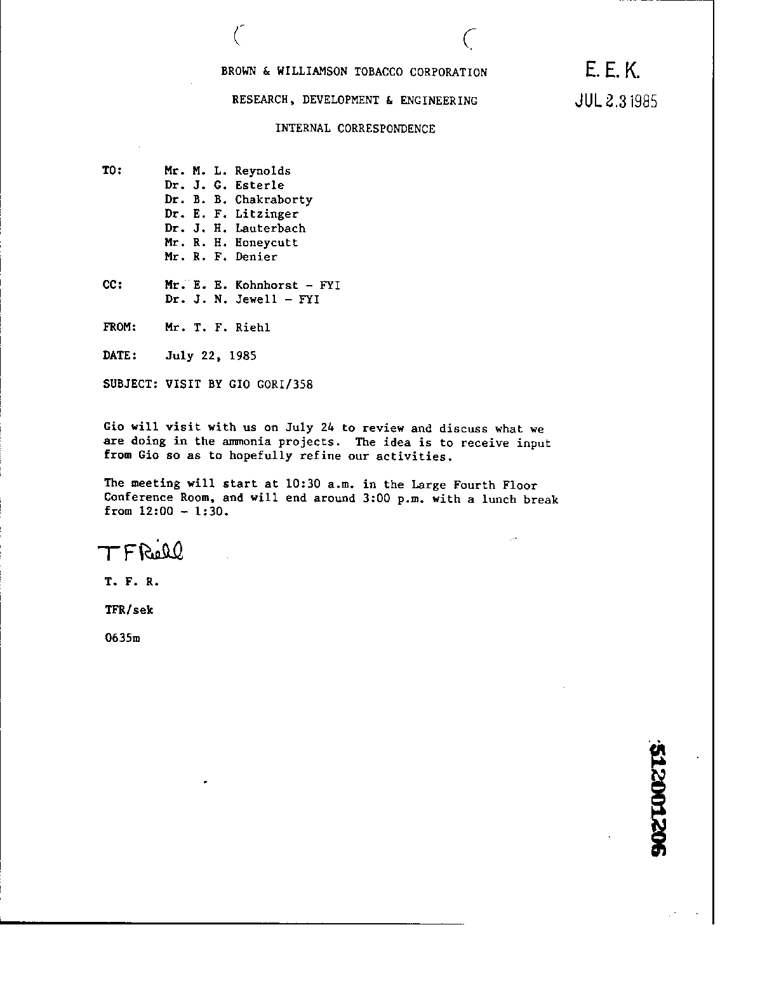 BROWN & WILLIAMSON TOBACCO CORPORATION
E. E. K.
RESEARCH, DEVELOPMENT & ENGINEERING
JUL 2.3 1985
INTERNAL CORRESPONDENCE
TO: Mr. M. L. Reynolds
Dr. J. G. Esterle
Dr. B. B. Chakraborty
Dr. E. F. Litzinger
Dr. J. H. Lauterbach
Mr. R. H. Honeycutt
Mr. R. F. Denier
CC: Mr. E. E. Kohnhorst - FYI
Dr. J. N. Jewell - FYI
FROM: Mr. T. F. Riehl
DATE: July 22, 1985
SUBJECT: VISIT BY GIO GORI/358
Gio will visit with us on July 24 to review and discuss what we
are doing in the ammonia projects. The idea is to receive input
from Gio so as to hopefully refine our activities.
The meeting will start at 10:30 a.m. in the Large Fourth Floor
Conference Room, and will end around 3:00 p.m. with a lunch break
from 12:00 - 1:30.
T F Riehl
T. F. R.
TFR/sek
0635m
512001206